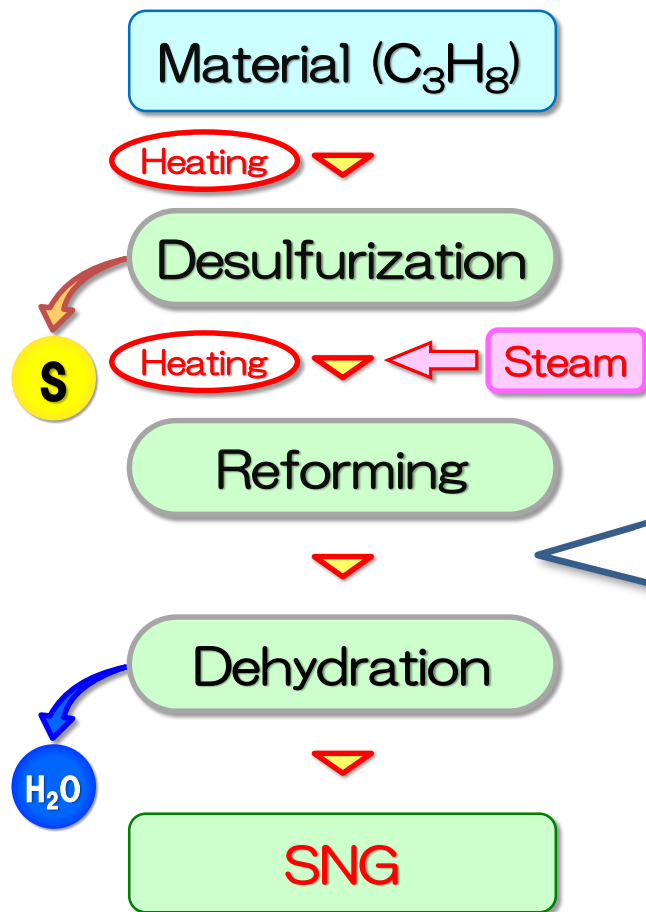 Material (C₃H₈)
Heating
Desulfurization
S
Heating
Steam
Reforming
Dehydration
H₂O
SNG